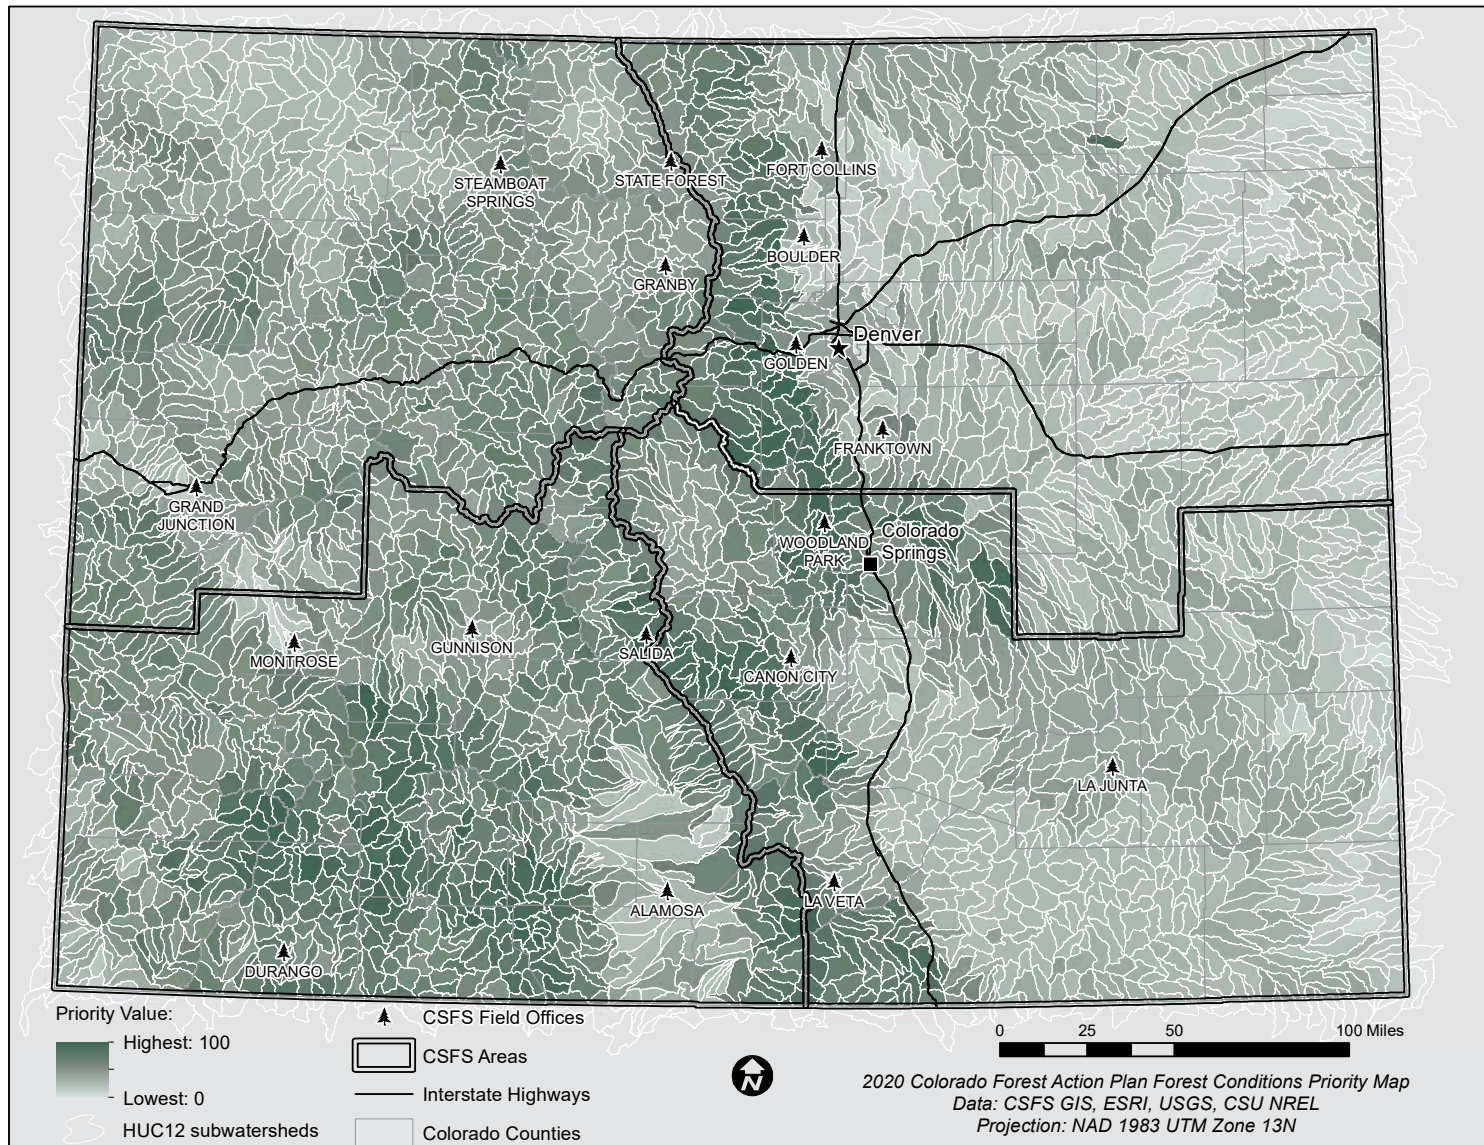 STEAMBOAT
SPRINGS
STATE FOREST
FORT COLLINS
BOULDER
GRANBY
Denver
GOLDEN
FRANKTOWN
GRAND
JUNCTION
WOODLAND
PARK
Colorado
Springs
MONTROSE
GUNNISON
SALIDA
CANON CITY
LA JUNTA
ALAMOSA
LA VETA
DURANGO
Priority Value:
Highest: 100
Lowest: 0
HUC12 subwatersheds
CSFS Field Offices
CSFS Areas
Interstate Highways
Colorado Counties
N
0 25 50 100 Miles
2020 Colorado Forest Action Plan Forest Conditions Priority Map
Data: CSFS GIS, ESRI, USGS, CSU NREL
Projection: NAD 1983 UTM Zone 13N